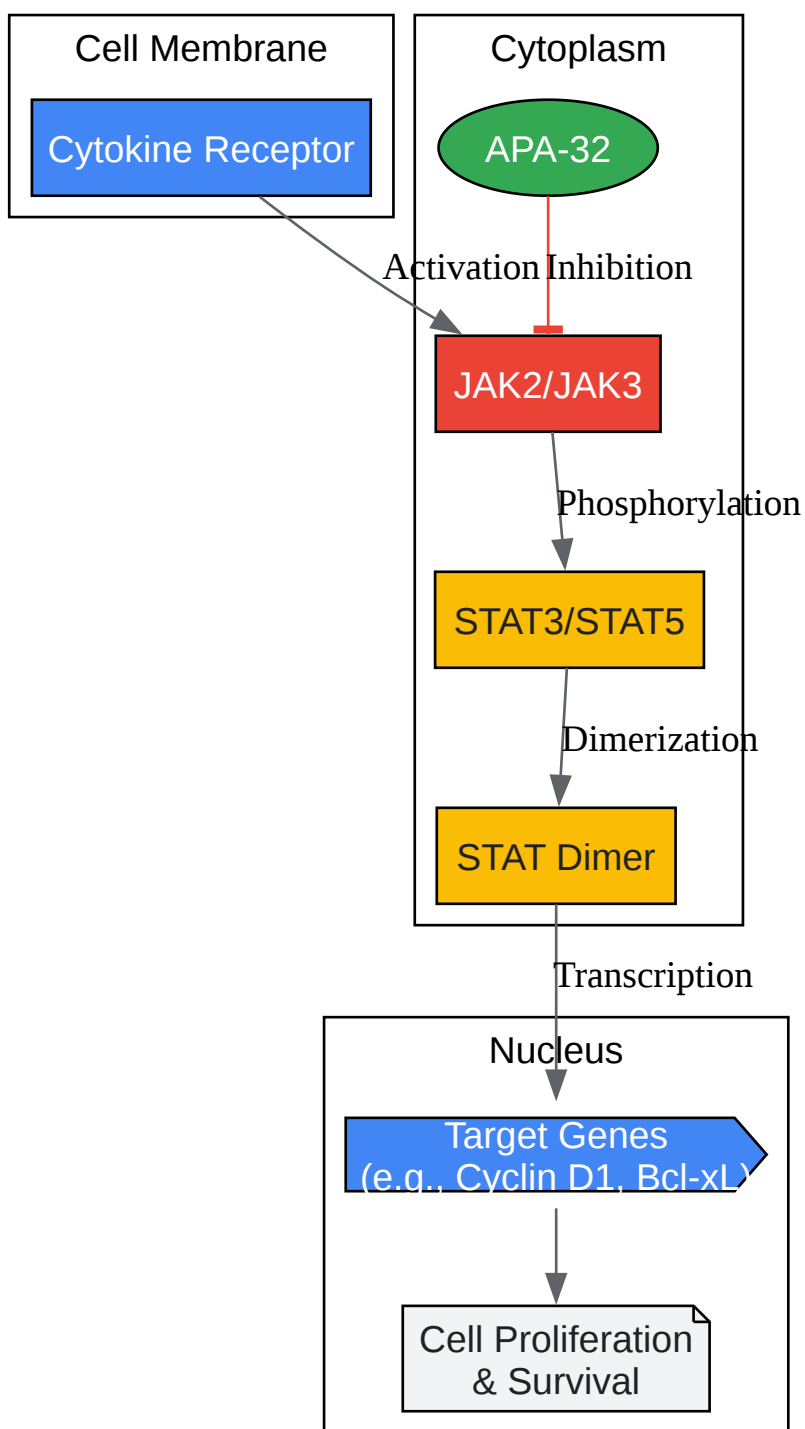 Cell Membrane
Cytoplasm
Cytokine Receptor
APA-32
Activation
Inhibition
JAK2/JAK3
Phosphorylation
STAT3/STAT5
Dimerization
STAT Dimer
Transcription
Nucleus
Target Genes
(e.g., Cyclin D1, Bcl-xL)
Cell Proliferation
& Survival